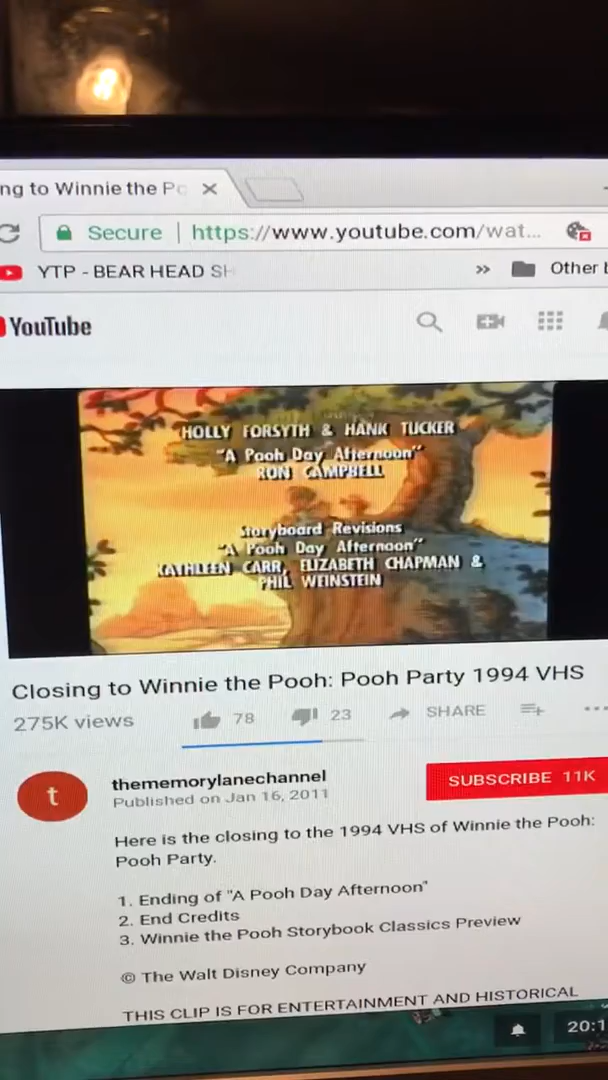 ng to Winnie the Po
Secure | https://www.youtube.com/wat...
YTP - BEAR HEAD SH
»
Other b
YouTube
HOLLY FORSYTH & HANK TUCKER
"A Pooh Day Afternoon"
RON CAMPBELL
Storyboard Revisions
"A Pooh Day Afternoon"
KATHLEEN CARR, ELIZABETH CHAPMAN &
PHIL WEINSTEIN
Closing to Winnie the Pooh: Pooh Party 1994 VHS
275K views
78
23
SHARE
t
thememorylanechannel
Published on Jan 16, 2011
SUBSCRIBE 11K
Here is the closing to the 1994 VHS of Winnie the Pooh:
Pooh Party.
1. Ending of "A Pooh Day Afternoon"
2. End Credits
3. Winnie the Pooh Storybook Classics Preview
© The Walt Disney Company
THIS CLIP IS FOR ENTERTAINMENT AND HISTORICAL
20:1